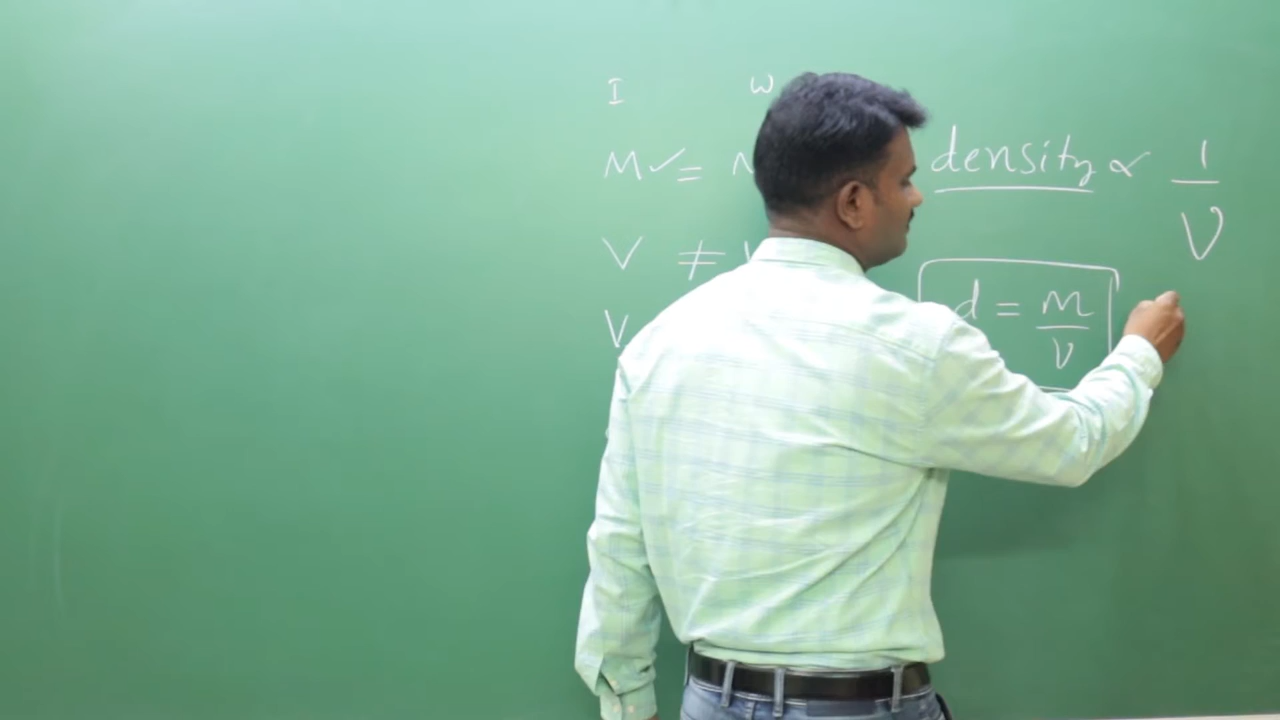 I ω
M✓=
V ≠
V
density ∝ 1/V
d = m/v